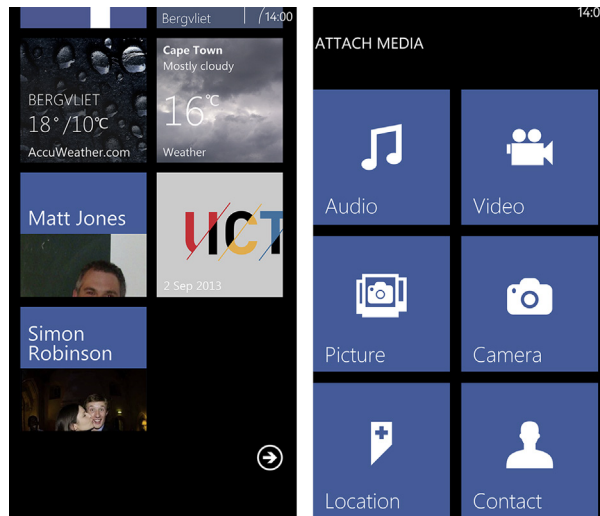 Bergvliet
14:00
Cape Town
Mostly cloudy
16°c
Weather
BERGVLIET
18°/10°c
AccuWeather.com
Matt Jones
UCT
2 Sep 2013
Simon
Robinson
14:0
ATTACH MEDIA
Audio
Video
Picture
Camera
Location
Contact